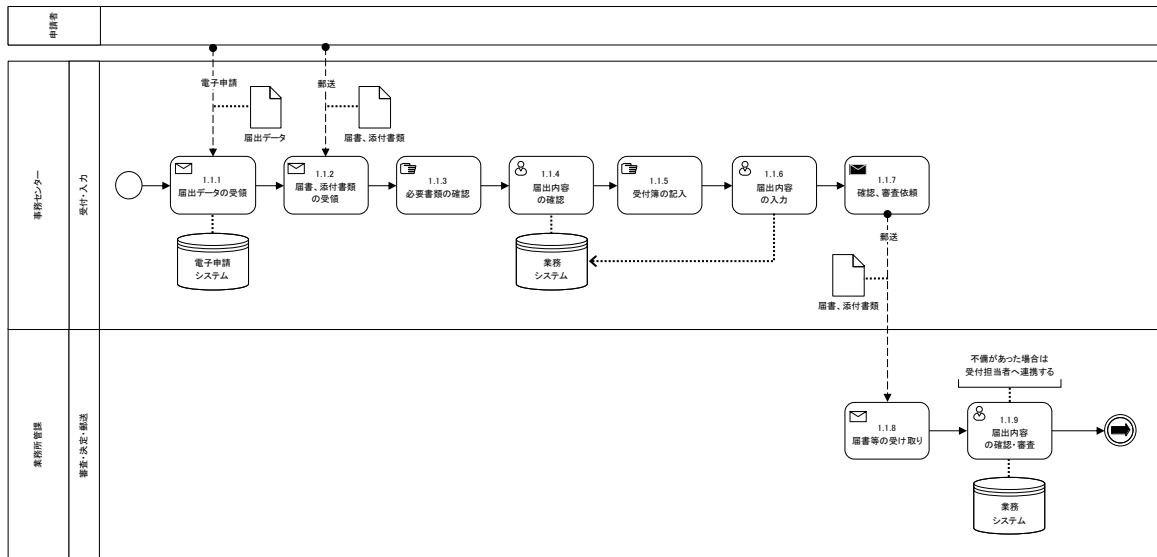 申請者
事務センター
受付・入力
電子申請
届出データ
郵送
届書、添付書類
1.1.1
届出データの受領
1.1.2
届書、添付書類
の受領
1.1.3
必要書類の確認
1.1.4
届出内容
の確認
1.1.5
受付簿の記入
1.1.6
届出内容
の入力
1.1.7
確認、審査依頼
電子申請
システム
業務
システム
郵送
届書、添付書類
業務所管課
審査・決定・郵送
不備があった場合は
受付担当者へ連携する
1.1.8
届書等の受け取り
1.1.9
届出内容
の確認・審査
業務
システム